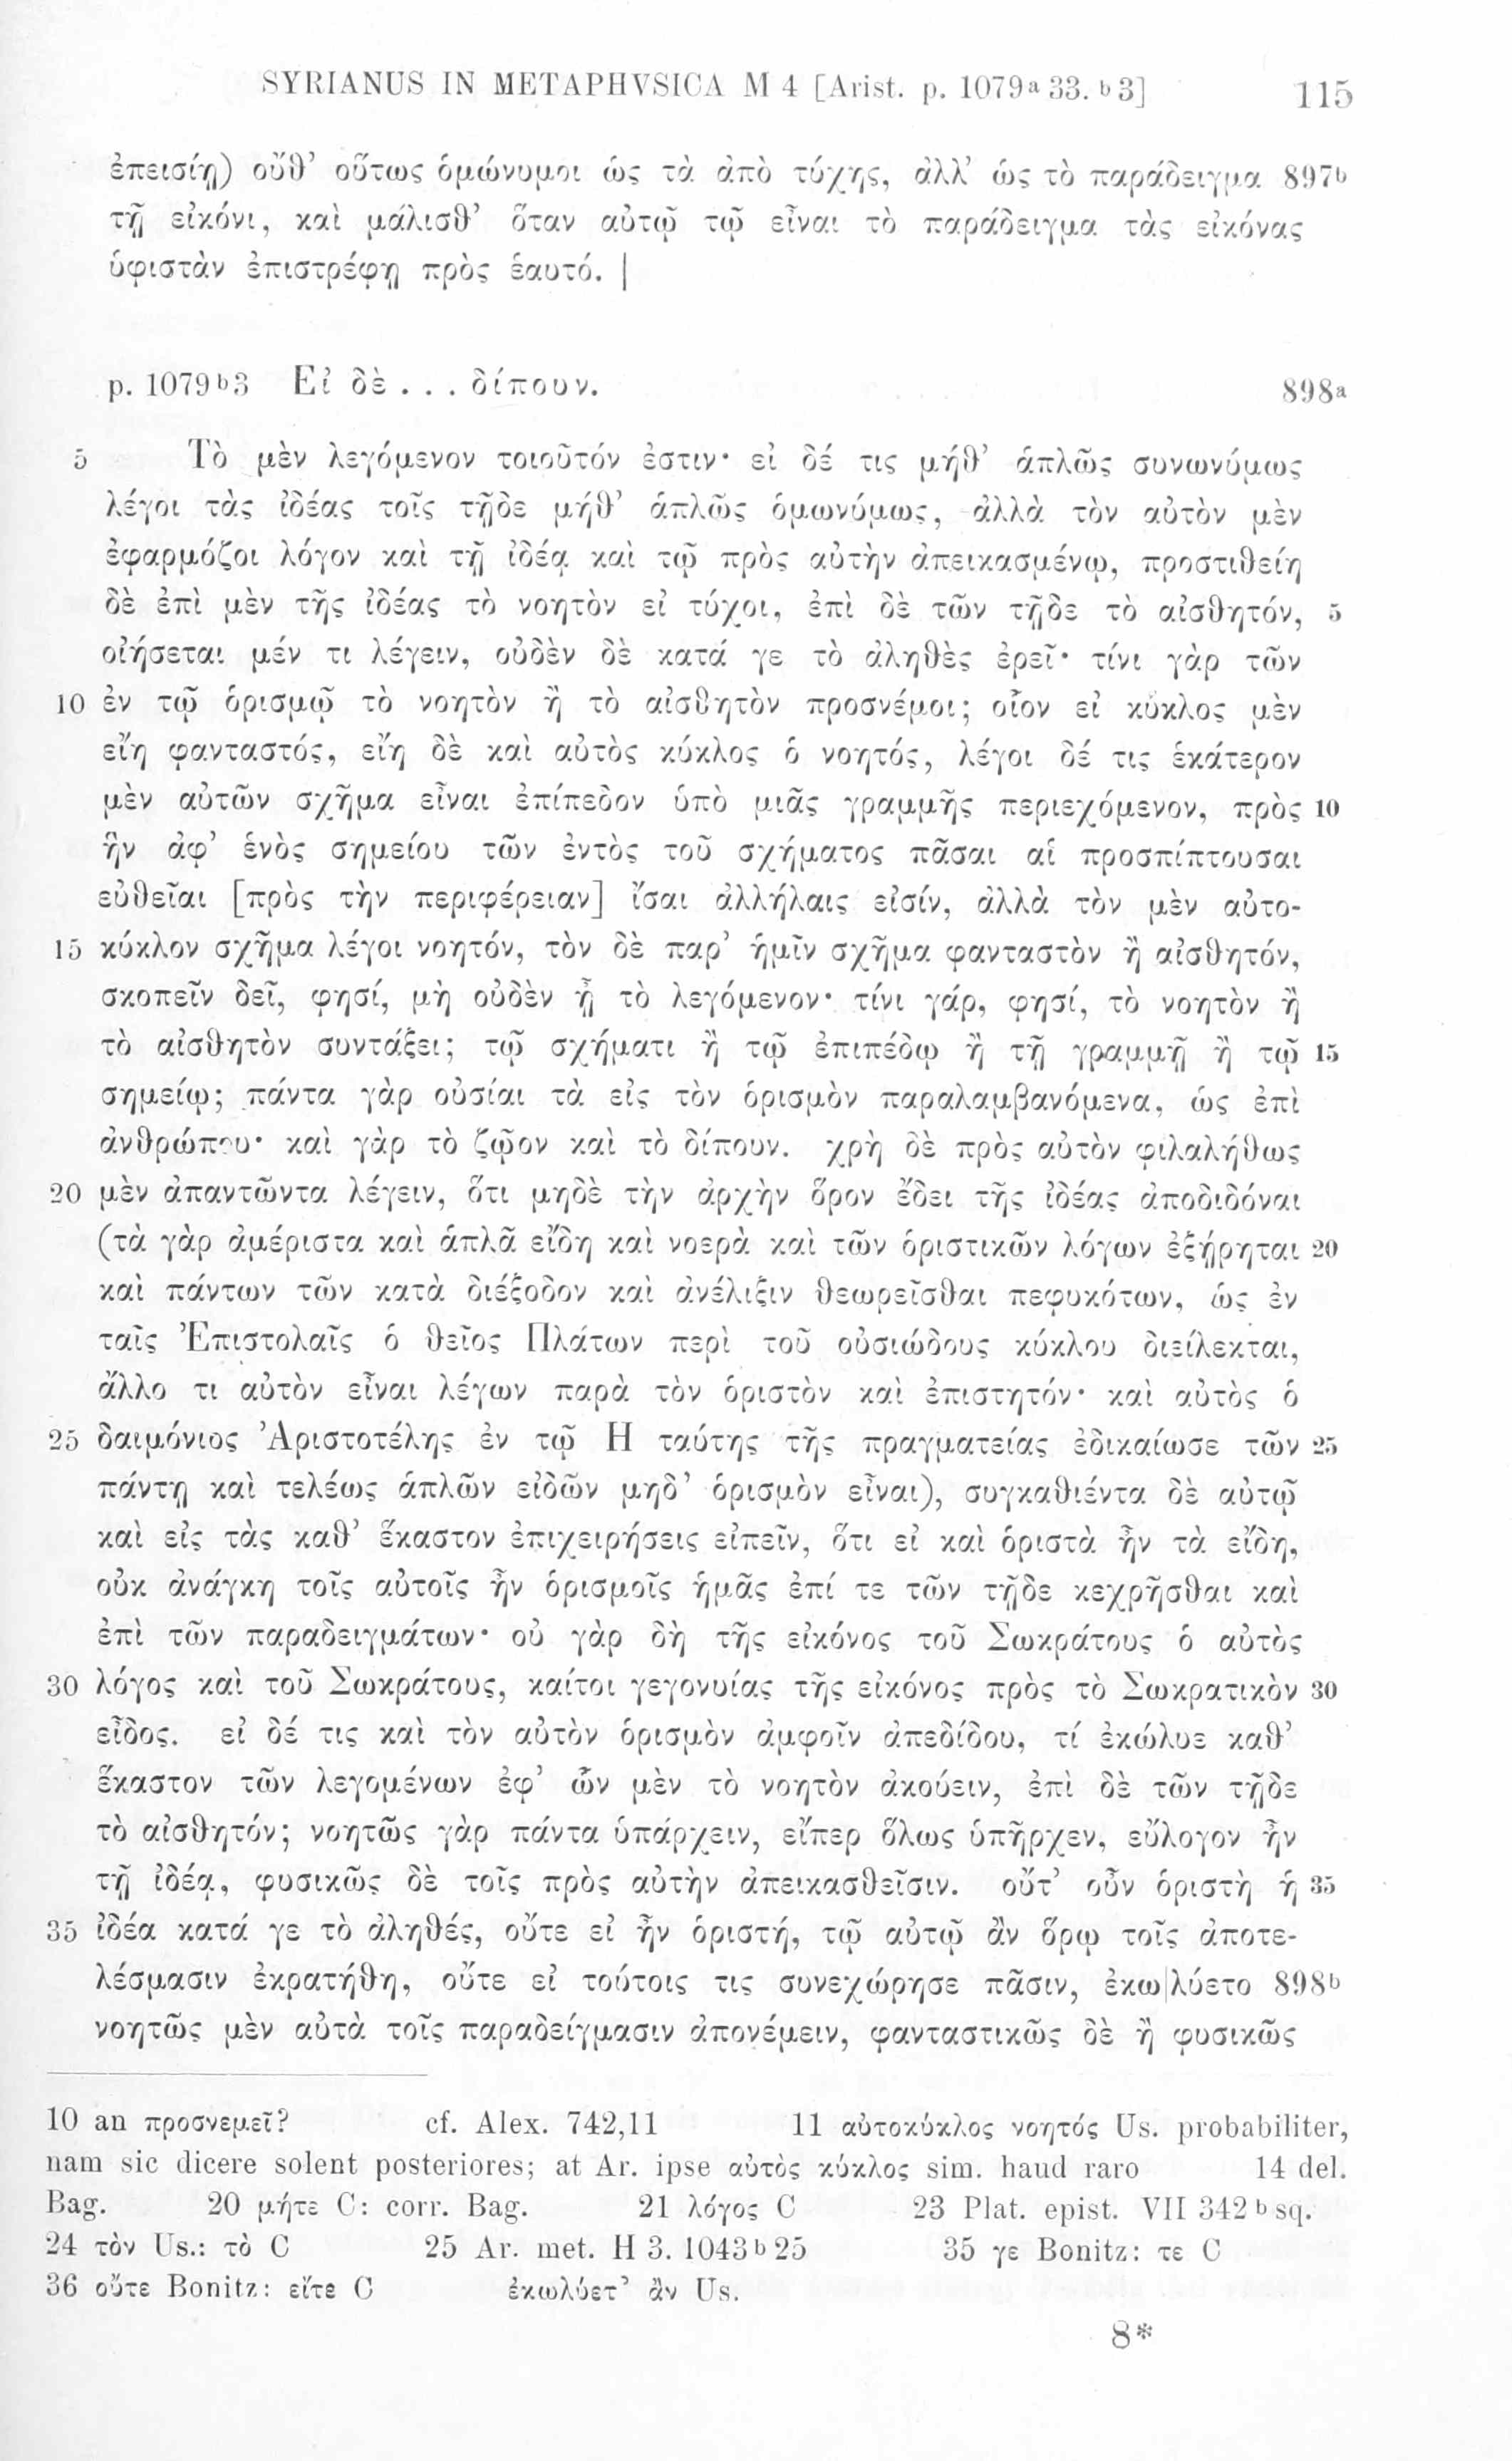 SYRIANUS IN METAPHVSICA M 4 [Arist. p. 1079a 33. b 3] 115
ἐπεισίῃ) οὔθ’ οὕτως ὁμώνυμοι ὡς τὰ ἀπὸ τύχης, ἀλλ’ ὡς τὸ παράδειγμα 897b
τῇ εἰκόνι, καὶ μάλισθ’ ὅταν αὐτῷ τῷ εἶναι τὸ παράδειγμα τὰς εἰκόνας
ὑφιστὰν ἐπιστρέφῃ πρὸς ἑαυτό. |
p. 1079b3 Εἰ δὲ . . . δίπουν. 898a
5 Τὸ μὲν λεγόμενον τοιοῦτόν ἐστιν· εἰ δέ τις μήθ’ ἁπλῶς συνωνύμως
λέγοι τὰς ἰδέας τοῖς τῇδε μήθ’ ἁπλῶς ὁμωνύμως, ἀλλὰ τὸν αὐτὸν μὲν
ἐφαρμόζοι λόγον καὶ τῇ ἰδέᾳ καὶ τῷ πρὸς αὐτὴν ἀπεικασμένῳ, προστιθείη
δὲ ἐπὶ μὲν τῆς ἰδέας τὸ νοητὸν εἰ τύχοι, ἐπὶ δὲ τῶν τῇδε τὸ αἰσθητόν, 5
οἰήσεται μέν τι λέγειν, οὐδὲν δὲ κατά γε τὸ ἀληθὲς ἐρεῖ· τίνι γὰρ τῶν
10 ἐν τῷ ὁρισμῷ τὸ νοητὸν ἢ τὸ αἰσθητὸν προσνέμοι; οἷον εἰ κύκλος μὲν
εἴη φανταστός, εἴη δὲ καὶ αὐτὸς κύκλος ὁ νοητός, λέγοι δέ τις ἑκάτερον
μὲν αὐτῶν σχῆμα εἶναι ἐπίπεδον ὑπὸ μιᾶς γραμμῆς περιεχόμενον, πρὸς 10
ἣν ἀφ’ ἑνὸς σημείου τῶν ἐντὸς τοῦ σχήματος πᾶσαι αἱ προσπίπτουσαι
εὐθεῖαι [πρὸς τὴν περιφέρειαν] ἴσαι ἀλλήλαις εἰσίν, ἀλλὰ τὸν μὲν αὐτο-
15 κύκλον σχῆμα λέγοι νοητόν, τὸν δὲ παρ’ ἡμῖν σχῆμα φανταστὸν ἢ αἰσθητόν,
σκοπεῖν δεῖ, φησί, μὴ οὐδὲν ᾖ τὸ λεγόμενον· τίνι γάρ, φησί, τὸ νοητὸν ἢ
τὸ αἰσθητὸν συντάξει; τῷ σχήματι ἢ τῷ ἐπιπέδῳ ἢ τῇ γραμμῇ ἢ τῷ 15
σημείῳ; πάντα γὰρ οὐσίαι τὰ εἰς τὸν ὁρισμὸν παραλαμβανόμενα, ὡς ἐπὶ
ἀνθρώπου· καὶ γὰρ τὸ ζῷον καὶ τὸ δίπουν. χρὴ δὲ πρὸς αὐτὸν φιλαλήθως
20 μὲν ἀπαντῶντα λέγειν, ὅτι μηδὲ τὴν ἀρχὴν ὅρον ἔδει τῆς ἰδέας ἀποδιδόναι
(τὰ γὰρ ἀμέριστα καὶ ἁπλᾶ εἴδη καὶ νοερὰ καὶ τῶν ὁριστικῶν λόγων ἐξῄρηται 20
καὶ πάντων τῶν κατὰ διέξοδον καὶ ἀνέλιξιν θεωρεῖσθαι πεφυκότων, ὡς ἐν
ταῖς Ἐπιστολαῖς ὁ θεῖος Πλάτων περὶ τοῦ οὐσιώδους κύκλου διείλεκται,
ἄλλο τι αὐτὸν εἶναι λέγων παρὰ τὸν ὁριστὸν καὶ ἐπιστητόν· καὶ αὐτὸς ὁ
25 δαιμόνιος Ἀριστοτέλης ἐν τῷ Η ταύτης τῆς πραγματείας ἐδικαίωσε τῶν 25
πάντῃ καὶ τελέως ἁπλῶν εἰδῶν μηδ’ ὁρισμὸν εἶναι), συγκαθιέντα δὲ αὐτῷ
καὶ εἰς τὰς καθ’ ἕκαστον ἐπιχειρήσεις εἰπεῖν, ὅτι εἰ καὶ ὁριστὰ ἦν τὰ εἴδη,
οὐκ ἀνάγκη τοῖς αὐτοῖς ἦν ὁρισμοῖς ἡμᾶς ἐπί τε τῶν τῇδε κεχρῆσθαι καὶ
ἐπὶ τῶν παραδειγμάτων· οὐ γὰρ δὴ τῆς εἰκόνος τοῦ Σωκράτους ὁ αὐτὸς
30 λόγος καὶ τοῦ Σωκράτους, καίτοι γεγονυίας τῆς εἰκόνος πρὸς τὸ Σωκρατικὸν 30
εἶδος. εἰ δέ τις καὶ τὸν αὐτὸν ὁρισμὸν ἀμφοῖν ἀπεδίδου, τί ἐκώλυε καθ’
ἕκαστον τῶν λεγομένων ἐφ’ ὧν μὲν τὸ νοητὸν ἀκούειν, ἐπὶ δὲ τῶν τῇδε
τὸ αἰσθητόν; νοητῶς γὰρ πάντα ὑπάρχειν, εἴπερ ὅλως ὑπῆρχεν, εὔλογον ἦν
τῇ ἰδέᾳ, φυσικῶς δὲ τοῖς πρὸς αὐτὴν ἀπεικασθεῖσιν. οὔτ’ οὖν ὁριστὴ ἡ 35
35 ἰδέα κατά γε τὸ ἀληθές, οὔτε εἰ ἦν ὁριστή, τῷ αὐτῷ ἂν ὅρῳ τοῖς ἀποτε-
λέσμασιν ἐκρατήθη, οὔτε εἰ τούτοις τις συνεχώρησε πᾶσιν, ἐκω|λύετο 898b
νοητῶς μὲν αὐτὰ τοῖς παραδείγμασιν ἀπονέμειν, φανταστικῶς δὲ ἢ φυσικῶς
10 an προσνεμεῖ? cf. Alex. 742,11 11 αὐτοκύκλος νοητός Us. probabiliter,
nam sic dicere solent posteriores; at Ar. ipse αὐτὸς κύκλος sim. haud raro 14 del.
Bag. 20 μήτε C: corr. Bag. 21 λόγος C 23 Plat. epist. VII 342 b sq.
24 τὸν Us.: τὸ C 25 Ar. met. H 3. 1043b 25 35 γε Bonitz: τε C
36 οὔτε Bonitz: εἴτε C ἐκωλύετ’ ἂν Us.
8*